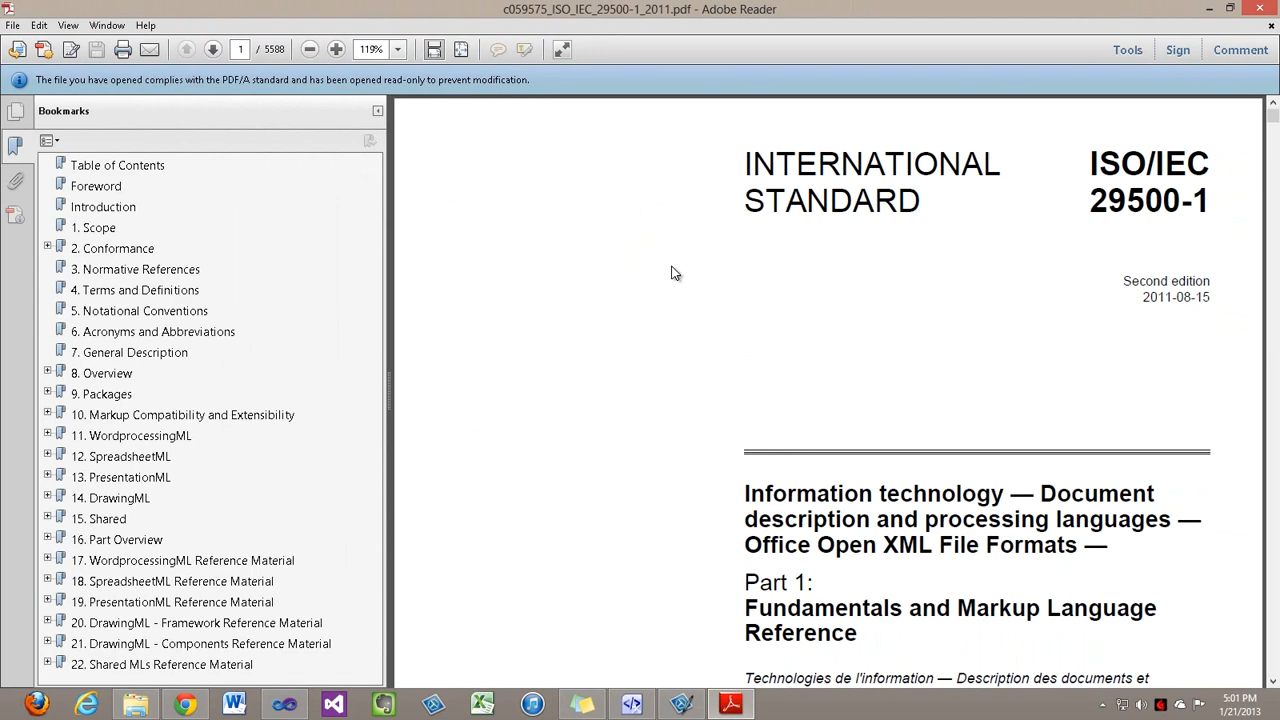 c059575_ISO_IEC_29500-1_2011.pdf - Adobe Reader
File Edit View Window Help
1 / 5588 119% Tools Sign Comment
The file you have opened complies with the PDF/A standard and has been opened read-only to prevent modification.
Bookmarks
Table of Contents
Foreword
Introduction
1. Scope
2. Conformance
3. Normative References
4. Terms and Definitions
5. Notational Conventions
6. Acronyms and Abbreviations
7. General Description
8. Overview
9. Packages
10. Markup Compatibility and Extensibility
11. WordprocessingML
12. SpreadsheetML
13. PresentationML
14. DrawingML
15. Shared
16. Part Overview
17. WordprocessingML Reference Material
18. SpreadsheetML Reference Material
19. PresentationML Reference Material
20. DrawingML - Framework Reference Material
21. DrawingML - Components Reference Material
22. Shared MLs Reference Material
INTERNATIONAL STANDARD
ISO/IEC 29500-1
Second edition
2011-08-15
Information technology — Document
description and processing languages —
Office Open XML File Formats —
Part 1:
Fundamentals and Markup Language
Reference
Technologies de l'information — Description des documents et
5:01 PM
1/21/2013